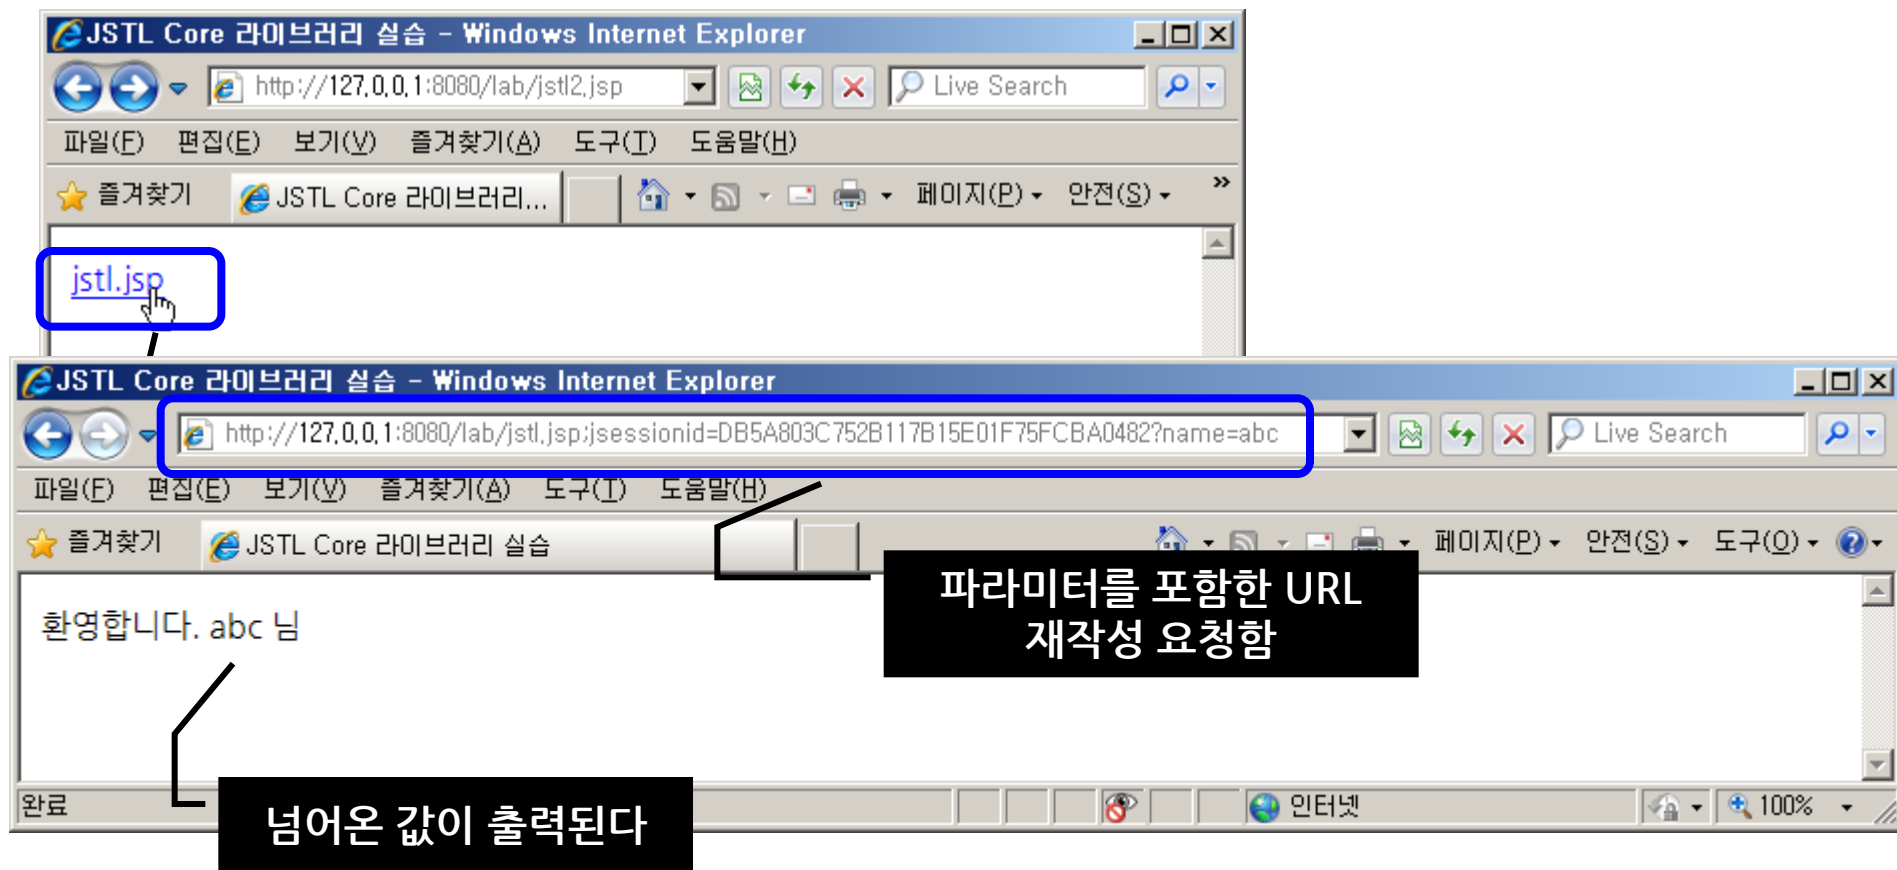 JSTL Core 라이브러리 실습 - Windows Internet Explorer
http://127.0.0.1:8080/lab/jstl2.jsp Live Search
파일(F) 편집(E) 보기(V) 즐겨찾기(A) 도구(T) 도움말(H)
즐겨찾기 JSTL Core 라이브러리... 페이지(P) 안전(S) »
jstl.jsp
JSTL Core 라이브러리 실습 - Windows Internet Explorer
http://127.0.0.1:8080/lab/jstl.jsp;jsessionid=DB5A803C752B117B15E01F75FCBA0482?name=abc Live Search
파일(F) 편집(E) 보기(V) 즐겨찾기(A) 도구(T) 도움말(H)
즐겨찾기 JSTL Core 라이브러리 실습 페이지(P) 안전(S) 도구(O)
파라미터를 포함한 URL
재작성 요청함
환영합니다. abc 님
넘어온 값이 출력된다
완료 인터넷 100%